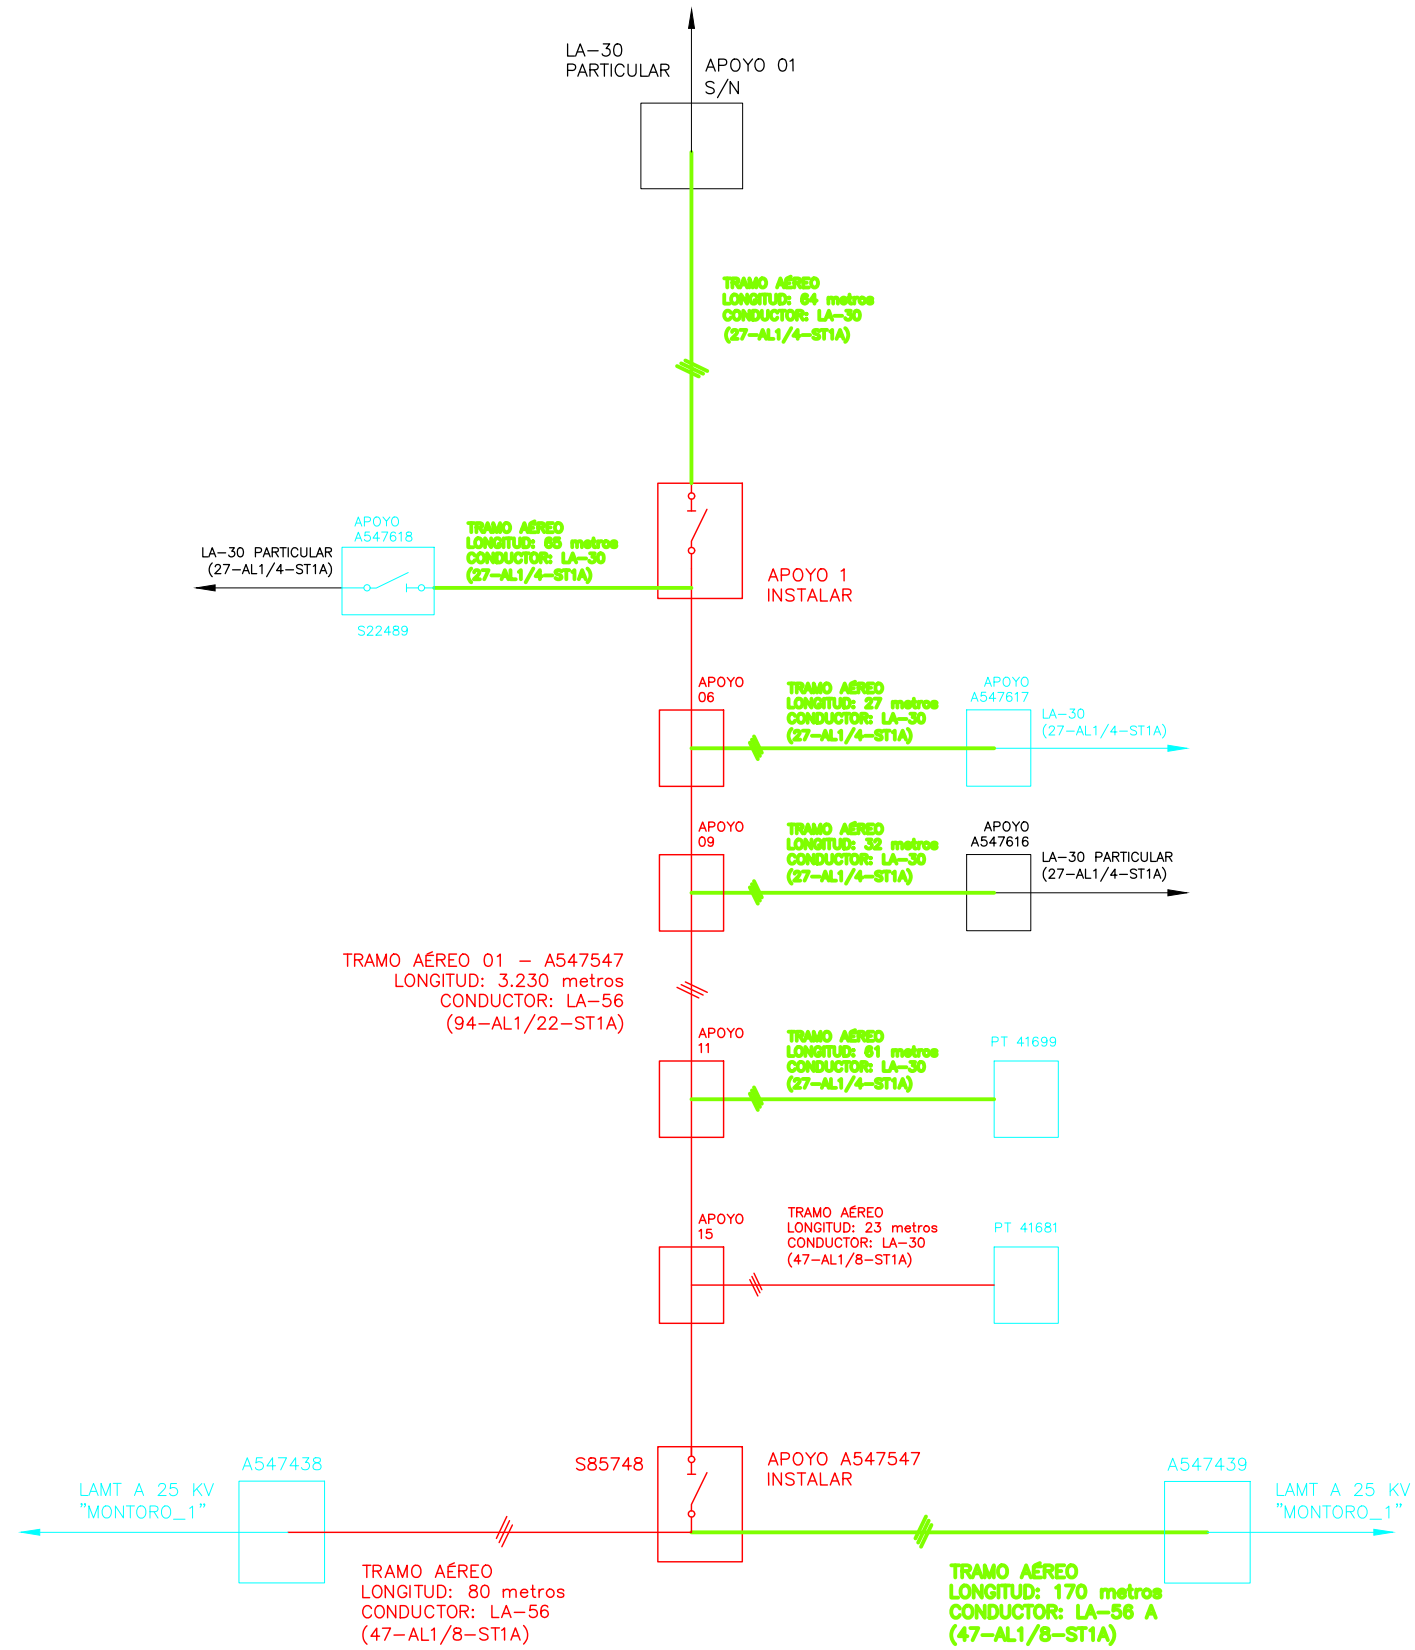 LA-30
PARTICULAR
APOYO 01
S/N
TRAMO AÉREO
LONGITUD: 64 metros
CONDUCTOR: LA-30
(27-AL1/4-ST1A)
APOYO
A547618
LA-30 PARTICULAR
(27-AL1/4-ST1A)
S22489
TRAMO AÉREO
LONGITUD: 65 metros
CONDUCTOR: LA-30
(27-AL1/4-ST1A)
APOYO 1
INSTALAR
APOYO
06
TRAMO AÉREO
LONGITUD: 27 metros
CONDUCTOR: LA-30
(27-AL1/4-ST1A)
APOYO
A547617
LA-30
(27-AL1/4-ST1A)
APOYO
09
TRAMO AÉREO
LONGITUD: 32 metros
CONDUCTOR: LA-30
(27-AL1/4-ST1A)
APOYO
A547616
LA-30 PARTICULAR
(27-AL1/4-ST1A)
TRAMO AÉREO 01 - A547547
LONGITUD: 3.230 metros
CONDUCTOR: LA-56
(94-AL1/22-ST1A)
APOYO
11
TRAMO AÉREO
LONGITUD: 61 metros
CONDUCTOR: LA-30
(27-AL1/4-ST1A)
PT 41699
APOYO
15
TRAMO AÉREO
LONGITUD: 23 metros
CONDUCTOR: LA-30
(47-AL1/8-ST1A)
PT 41681
S85748
APOYO A547547
INSTALAR
A547438
LAMT A 25 KV
"MONTORO_1"
TRAMO AÉREO
LONGITUD: 80 metros
CONDUCTOR: LA-56
(47-AL1/8-ST1A)
A547439
LAMT A 25 KV
"MONTORO_1"
TRAMO AÉREO
LONGITUD: 170 metros
CONDUCTOR: LA-56 A
(47-AL1/8-ST1A)